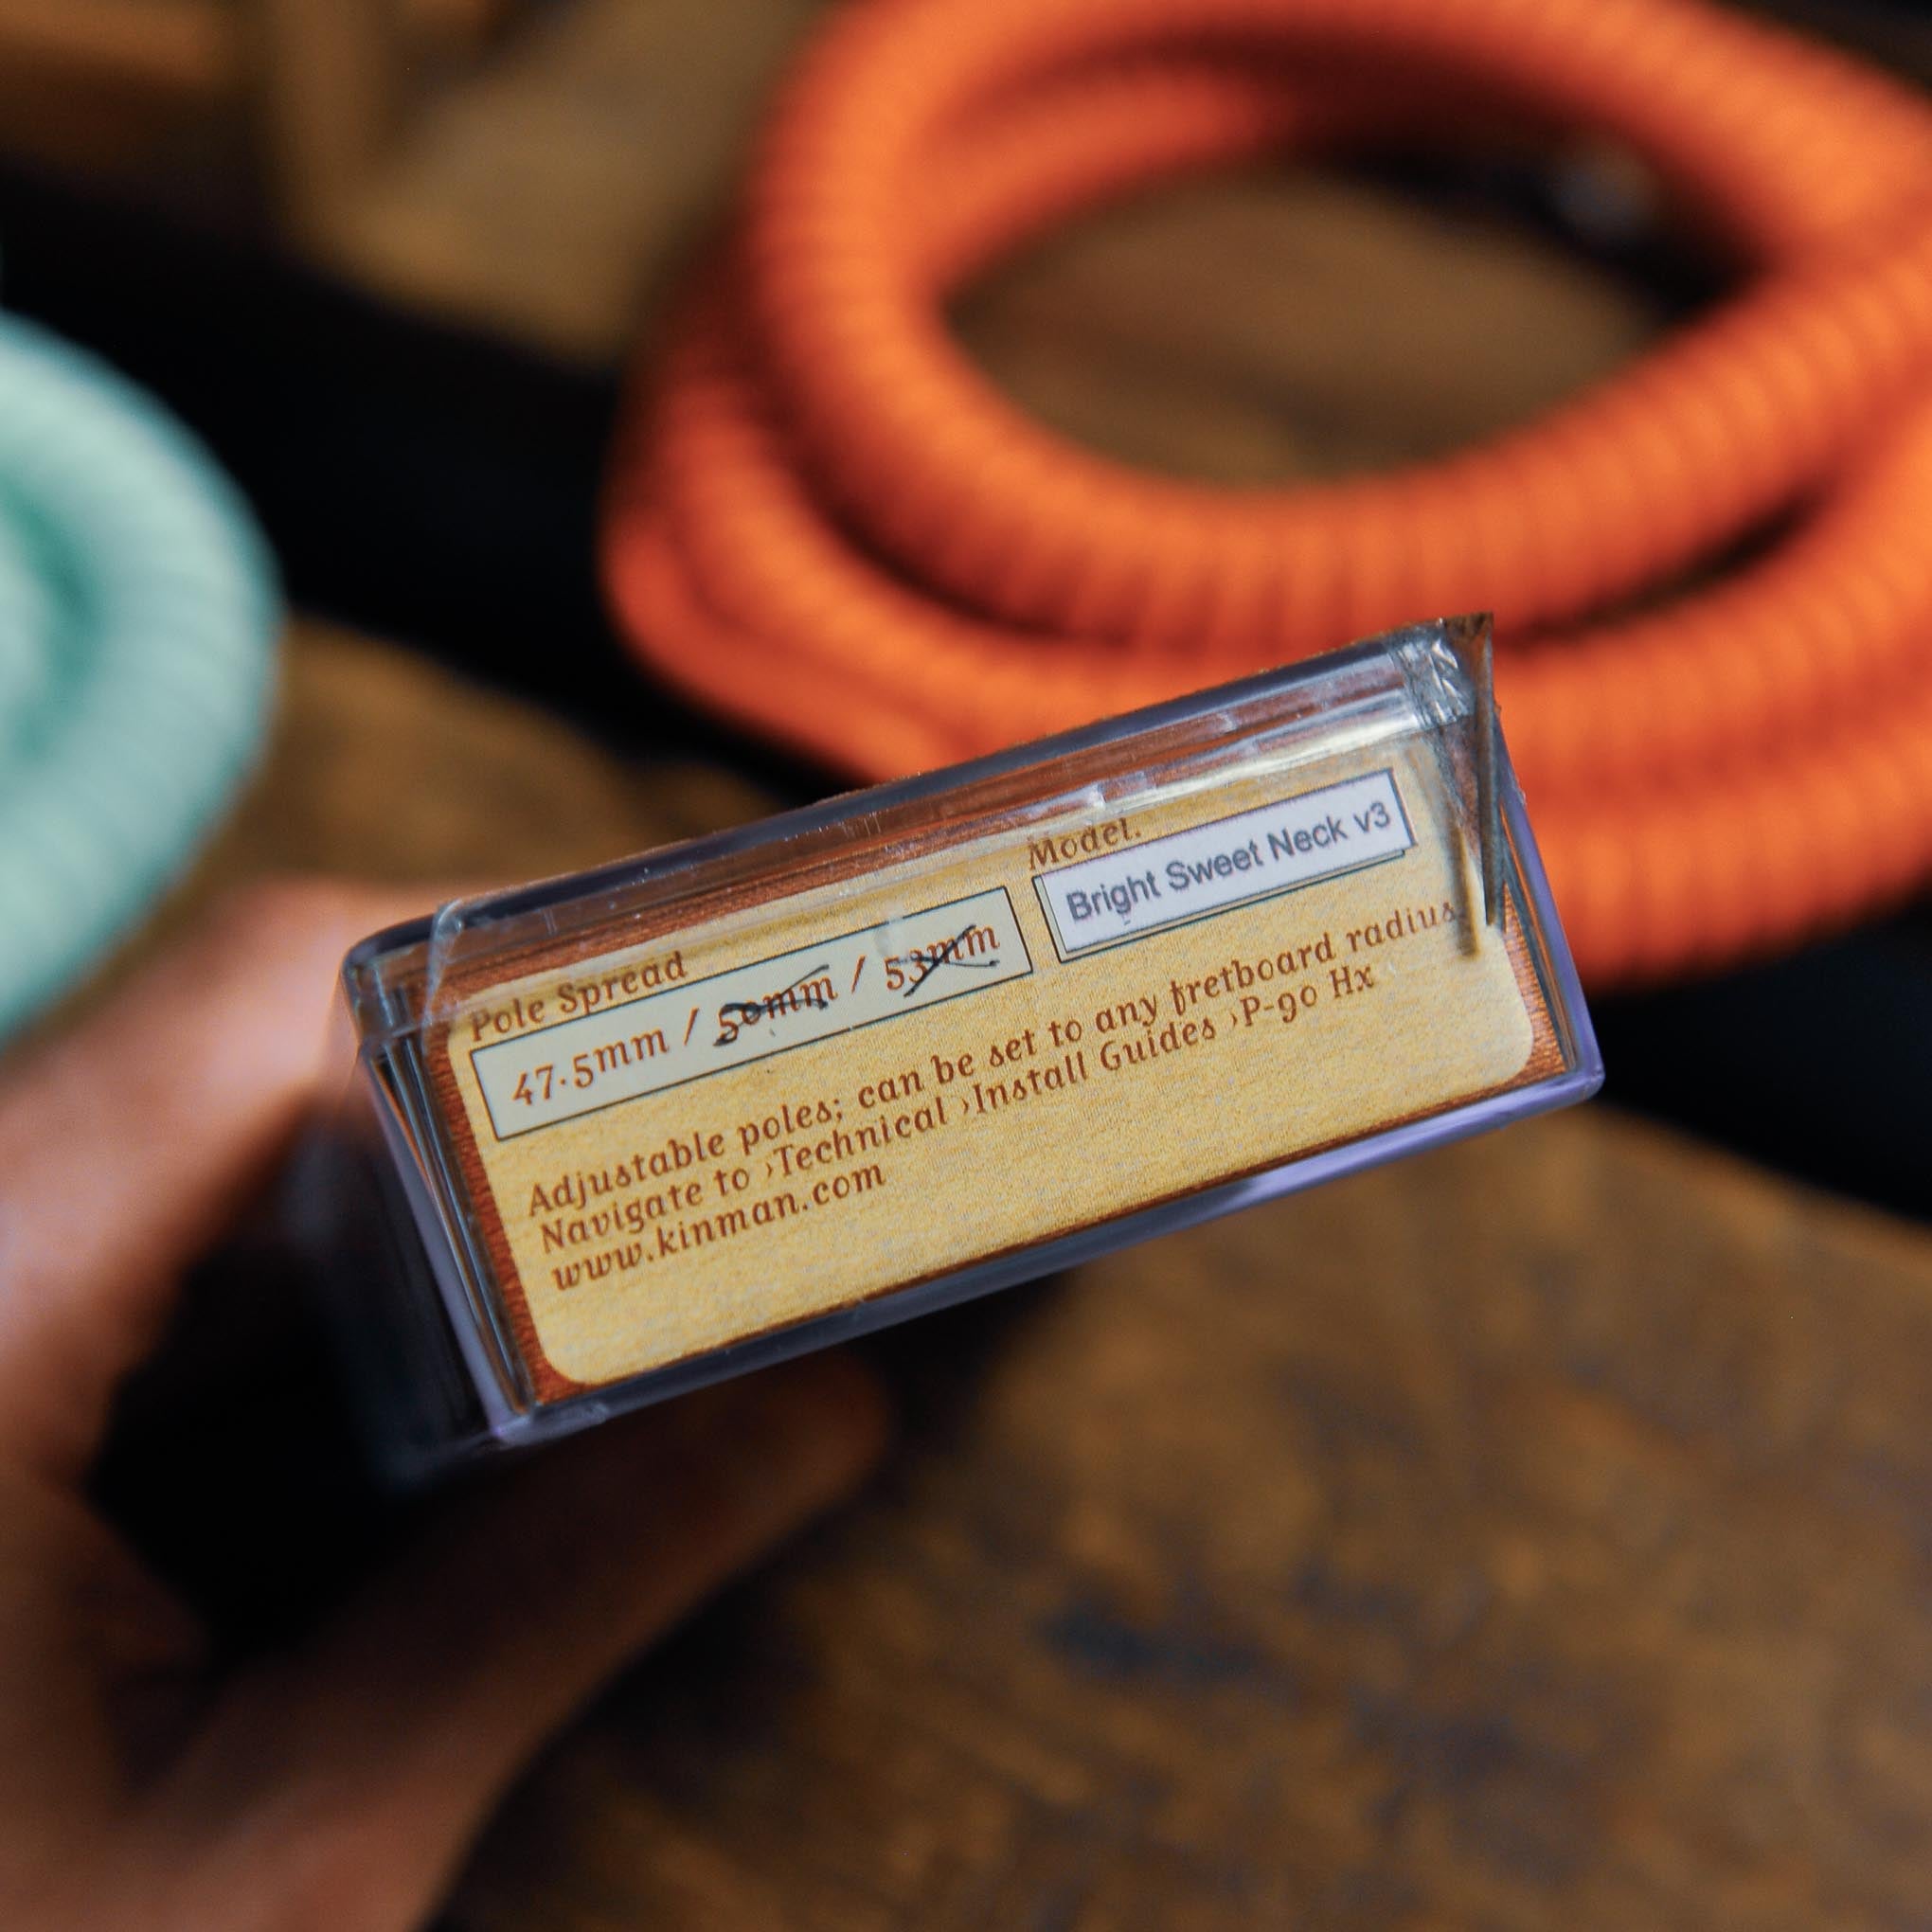 Pole Spread
47.5mm / 50mm / 53mm
Model.
Bright Sweet Neck v3
Adjustable poles; can be set to any fretboard radius.
Navigate to ›Technical ›Install Guides ›P-90 Hx
www.kinman.com